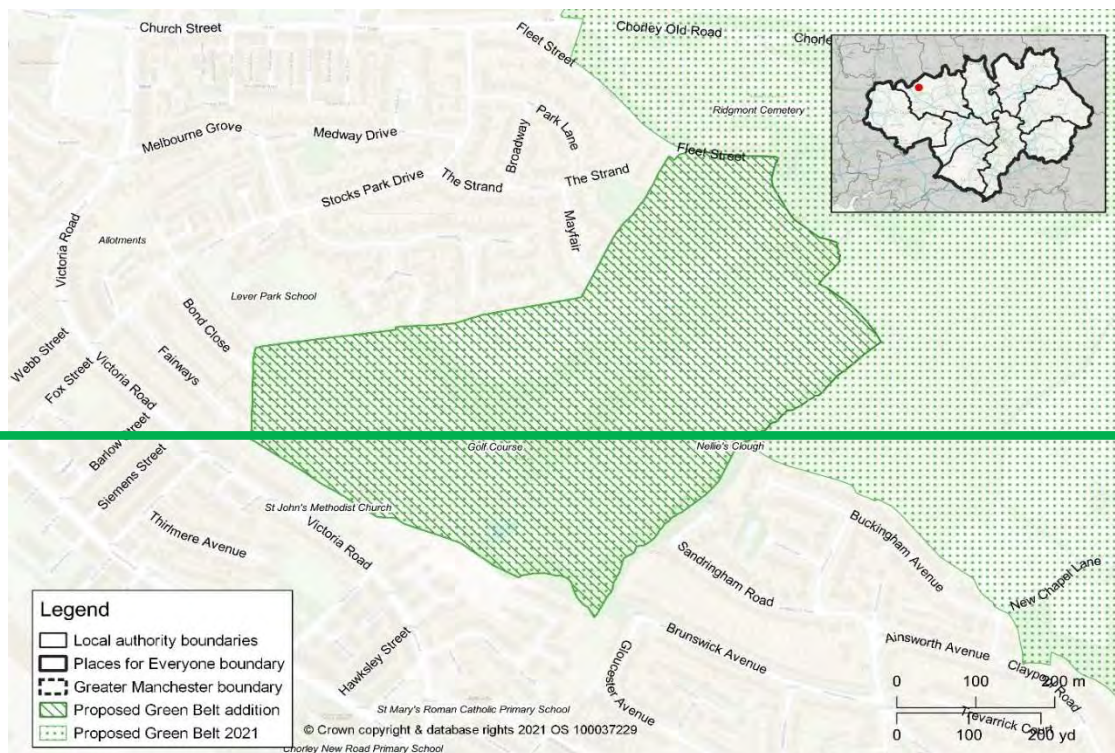 Church Street
Fleet Street
Chorley Old Road
Chorle
Ridgmont Cemetery
Park Lane
Broadway
Medway Drive
Melbourne Grove
Fleet Street
The Strand
The Strand
Stocks Park Drive
Mayfair
Victoria Road
Allotments
Lever Park School
Bond Close
Webb Street
Fairways
Fox Street
Victoria Road
Barlow Street
Golf Course
Nellie's Clough
Siemens Street
St John's Methodist Church
Victoria Road
Thirlmere Avenue
Buckingham Avenue
Sandringham Road
New Chapel Lane
Legend
Local authority boundaries
Places for Everyone boundary
Greater Manchester boundary
Proposed Green Belt addition
Proposed Green Belt 2021
Hawksley Street
Gloucester Avenue
Brunswick Avenue
Ainsworth Avenue
Claypool Road
0 100 200 m
0 100 200 yd
Trevarrick Court
St Mary's Roman Catholic Primary School
© Crown copyright & database rights 2021 OS 100037229
Chorley New Road Primary School